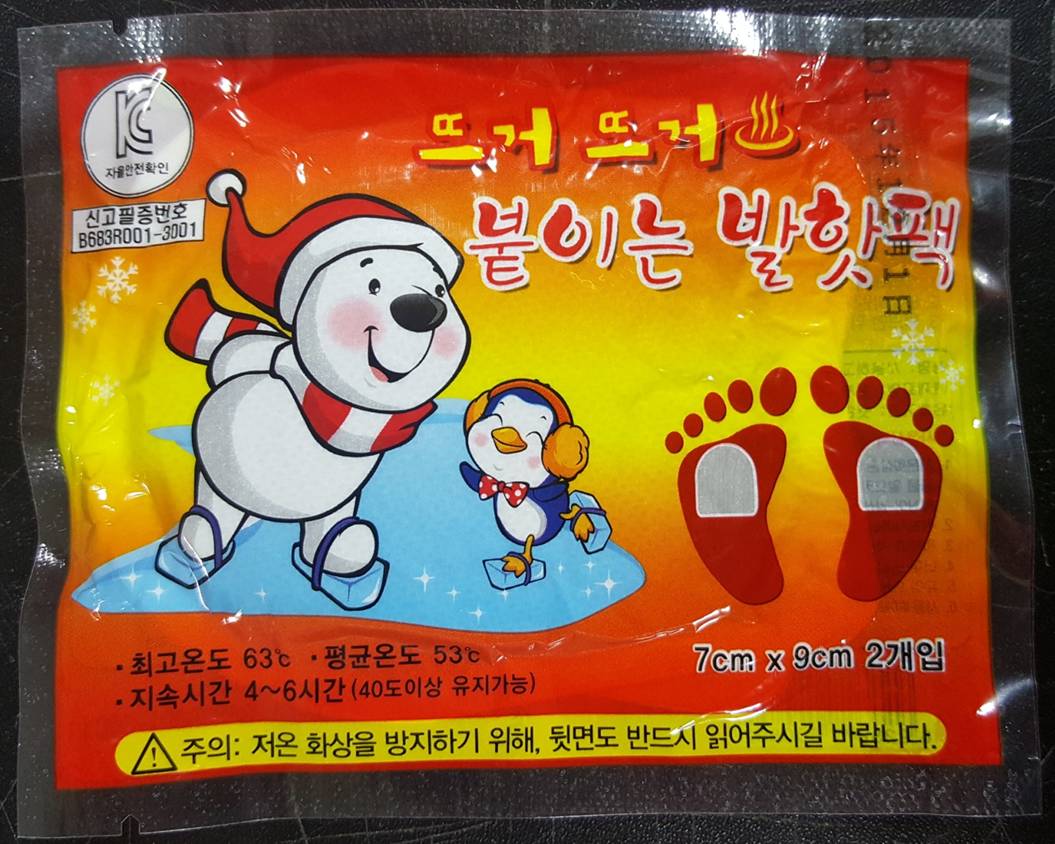 KC
자율안전확인
신고필증번호
B683R001-3001
뜨거 뜨거
붙이는 발핫팩
· 최고온도 63℃ · 평균온도 53℃
· 지속시간 4~6시간 (40도이상 유지가능)
7cm x 9cm 2개입
주의: 저온 화상을 방지하기 위해, 뒷면도 반드시 읽어주시길 바랍니다.